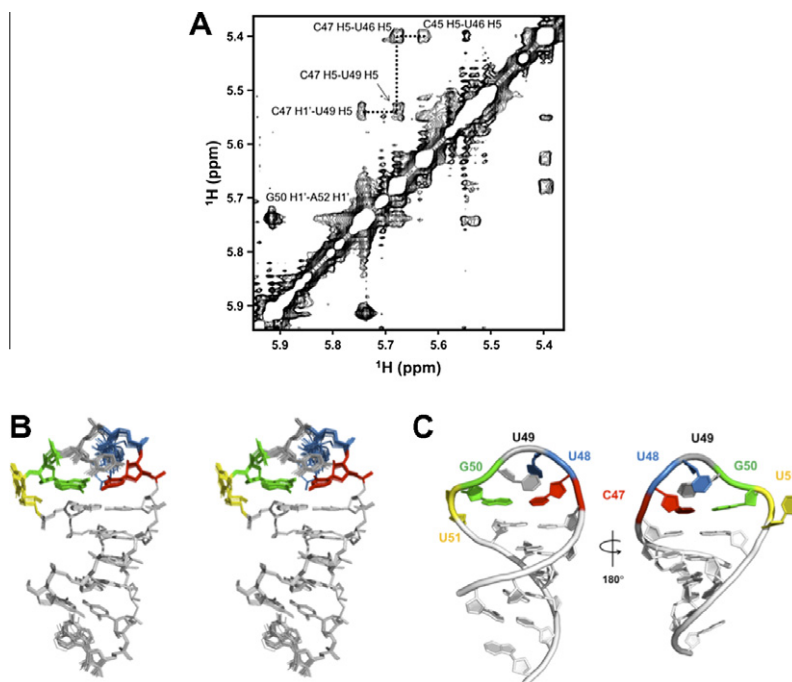 A
C47 H5-U46 H5 C45 H5-U46 H5
5.4
C47 H5-U49 H5
5.5
C47 H1'-U49 H5
5.6
¹H (ppm)
5.7
G50 H1'-A52 H1'
5.8
5.9
5.9 5.8 5.7 5.6 5.5 5.4
¹H (ppm)
B
C
U49 U49
G50 U48 U48 G50
C47 U5
U51
180°